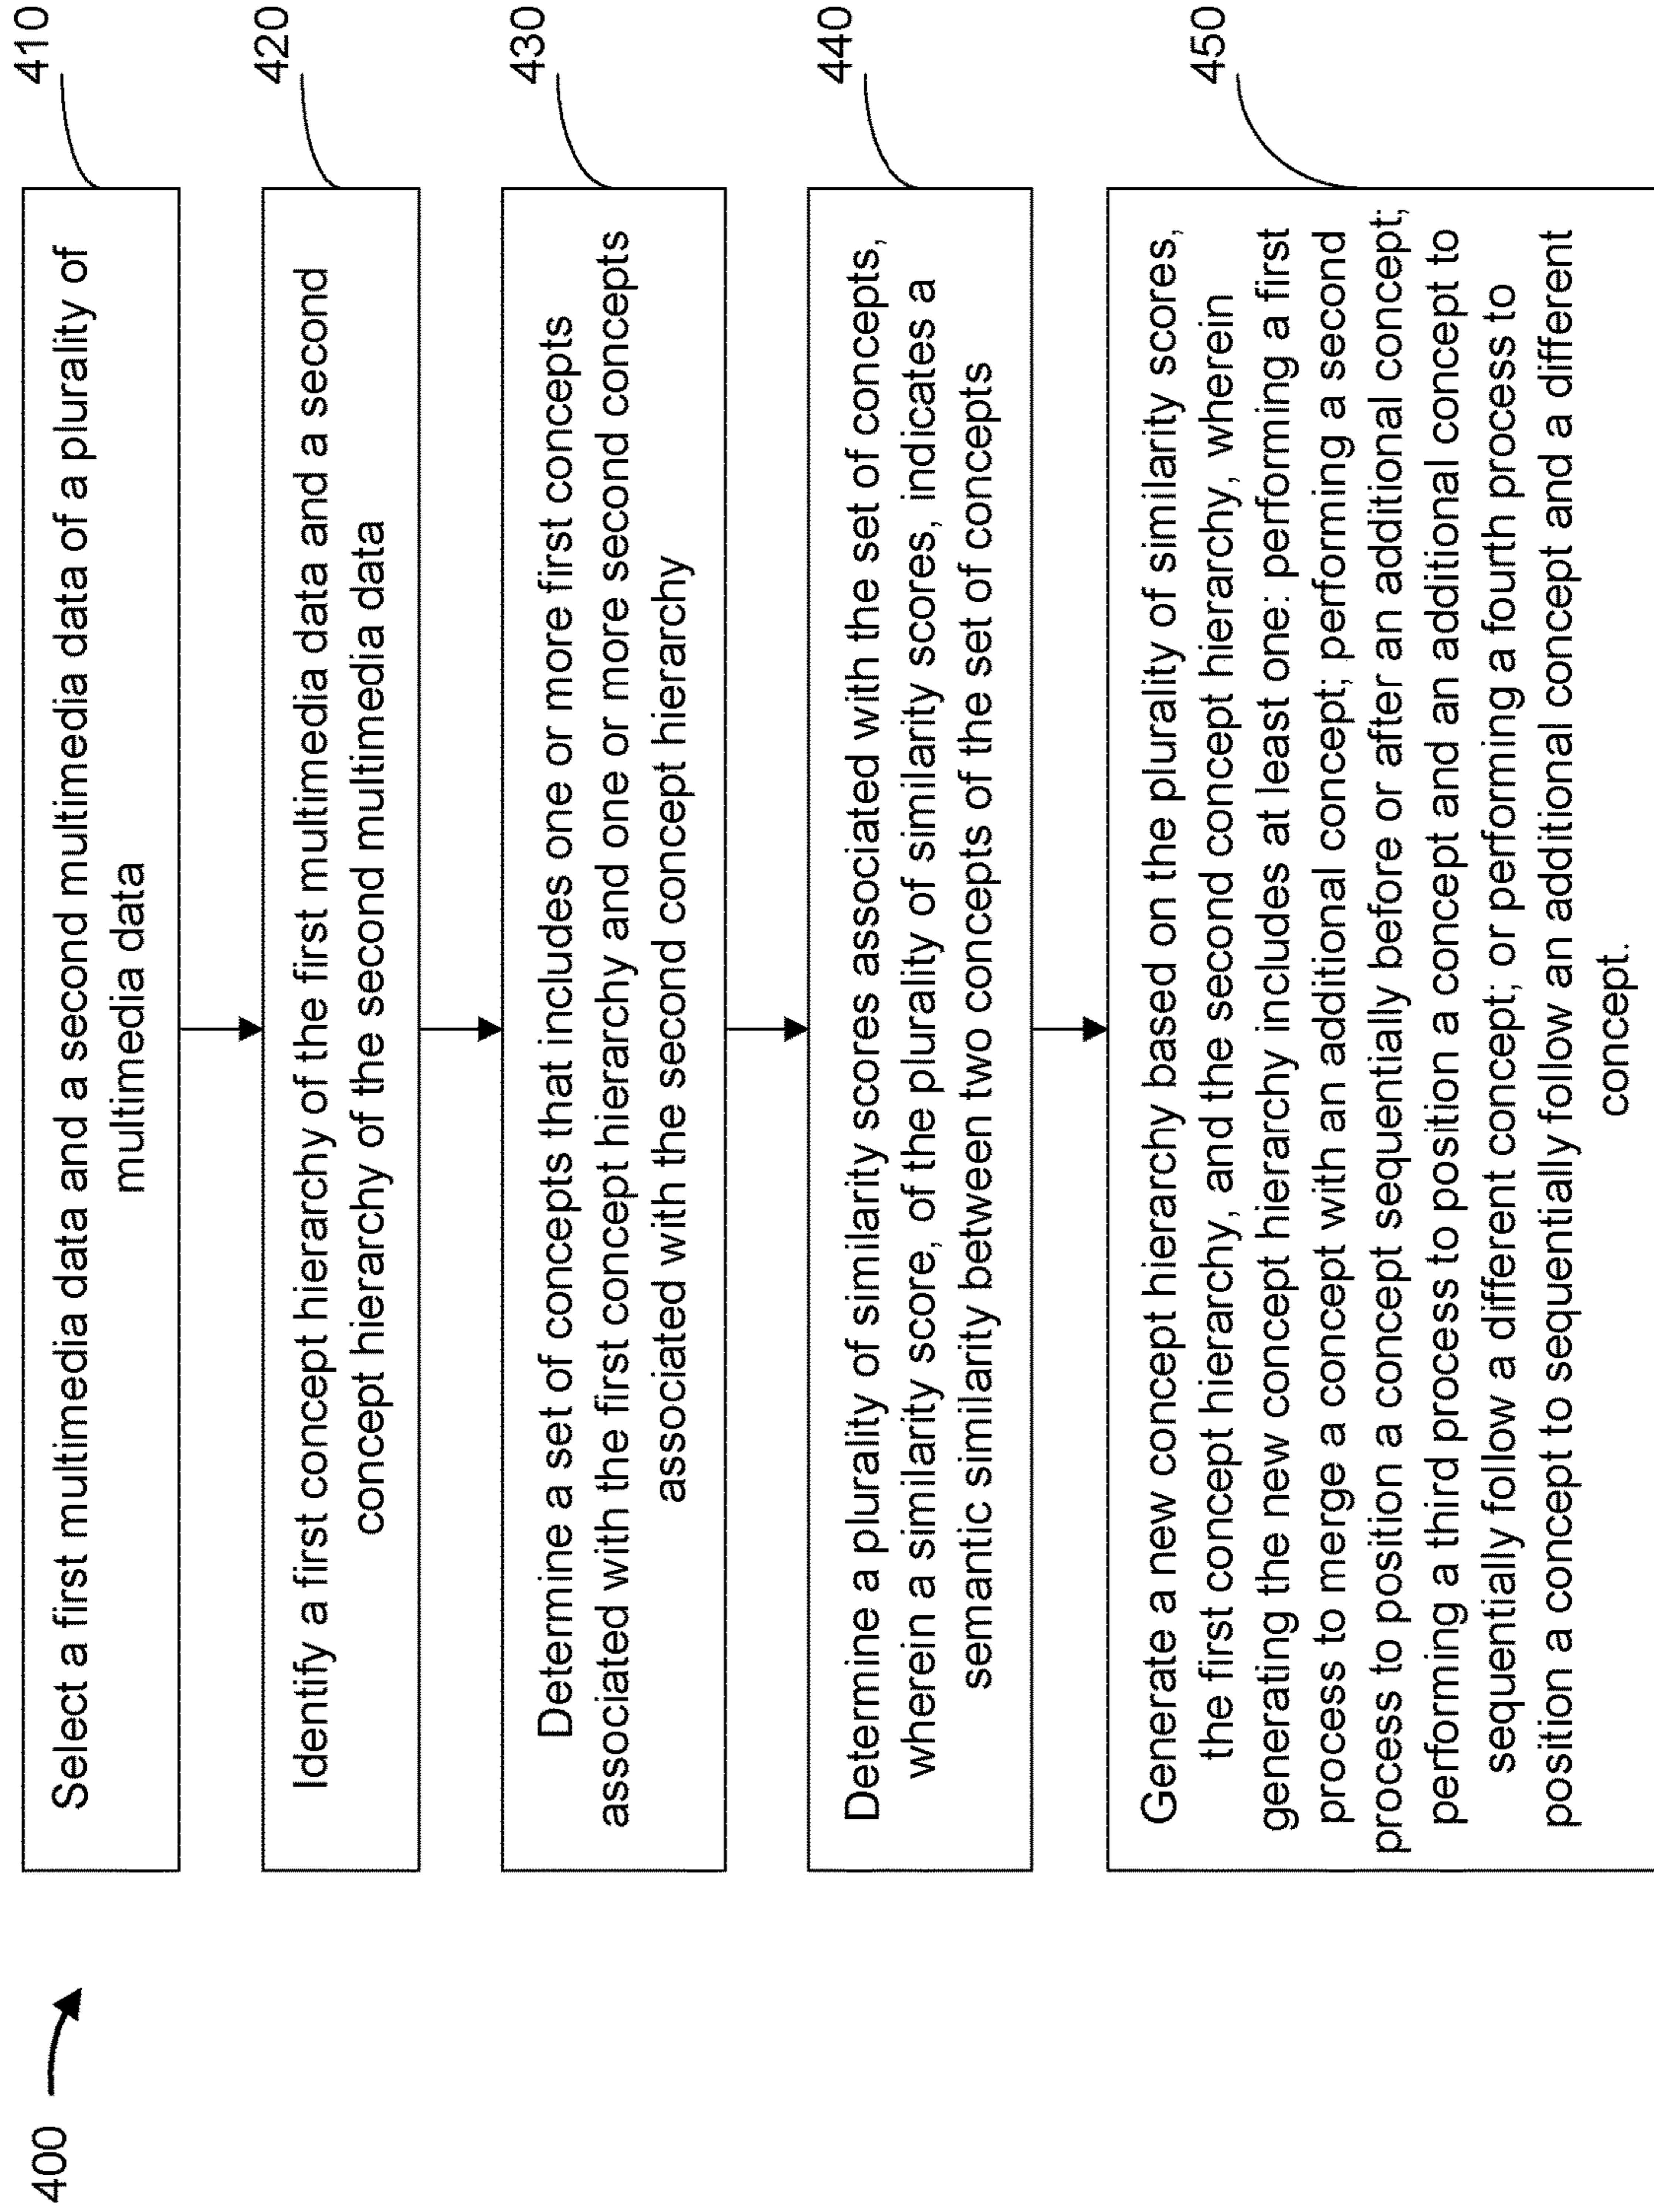 400
410
Select a first multimedia data and a second multimedia data of a plurality of
multimedia data
420
Identify a first concept hierarchy of the first multimedia data and a second
concept hierarchy of the second multimedia data
430
Determine a set of concepts that includes one or more first concepts
associated with the first concept hierarchy and one or more second concepts
associated with the second concept hierarchy
440
Determine a plurality of similarity scores associated with the set of concepts,
wherein a similarity score, of the plurality of similarity scores, indicates a
semantic similarity between two concepts of the set of concepts
450
Generate a new concept hierarchy based on the plurality of similarity scores,
the first concept hierarchy, and the second concept hierarchy, wherein
generating the new concept hierarchy includes at least one: performing a first
process to merge a concept with an additional concept; performing a second
process to position a concept sequentially before or after an additional concept;
performing a third process to position a concept and an additional concept to
sequentially follow a different concept; or performing a fourth process to
position a concept to sequentially follow an additional concept and a different
concept.